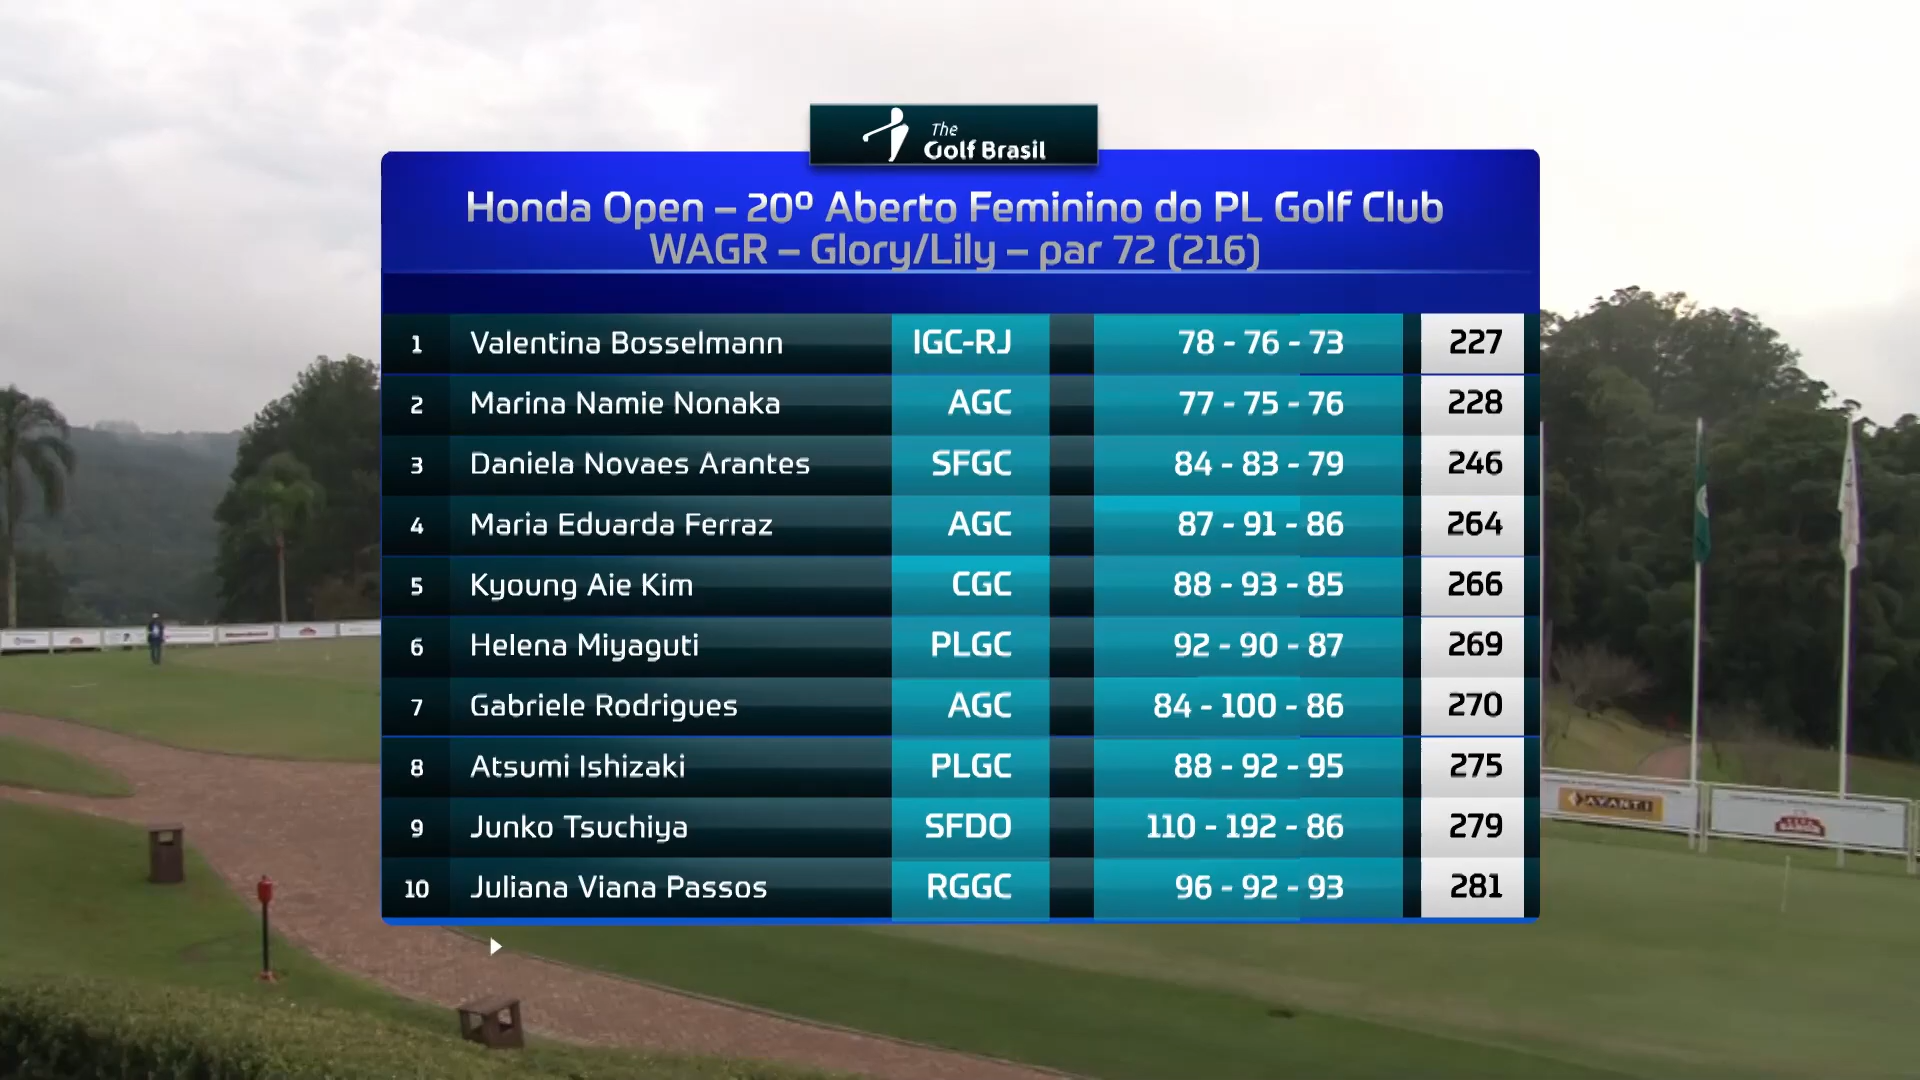 The
Golf Brasil
Honda Open – 20º Aberto Feminino do PL Golf Club
WAGR – Glory/Lily – par 72 (216)
1 Valentina Bosselmann IGC-RJ 78 - 76 - 73 227
2 Marina Namie Nonaka AGC 77 - 75 - 76 228
3 Daniela Novaes Arantes SFGC 84 - 83 - 79 246
4 Maria Eduarda Ferraz AGC 87 - 91 - 86 264
5 Kyoung Aie Kim CGC 88 - 93 - 85 266
6 Helena Miyaguti PLGC 92 - 90 - 87 269
7 Gabriele Rodrigues AGC 84 - 100 - 86 270
8 Atsumi Ishizaki PLGC 88 - 92 - 95 275
9 Junko Tsuchiya SFDO 110 - 192 - 86 279
10 Juliana Viana Passos RGGC 96 - 92 - 93 281
AVANTI